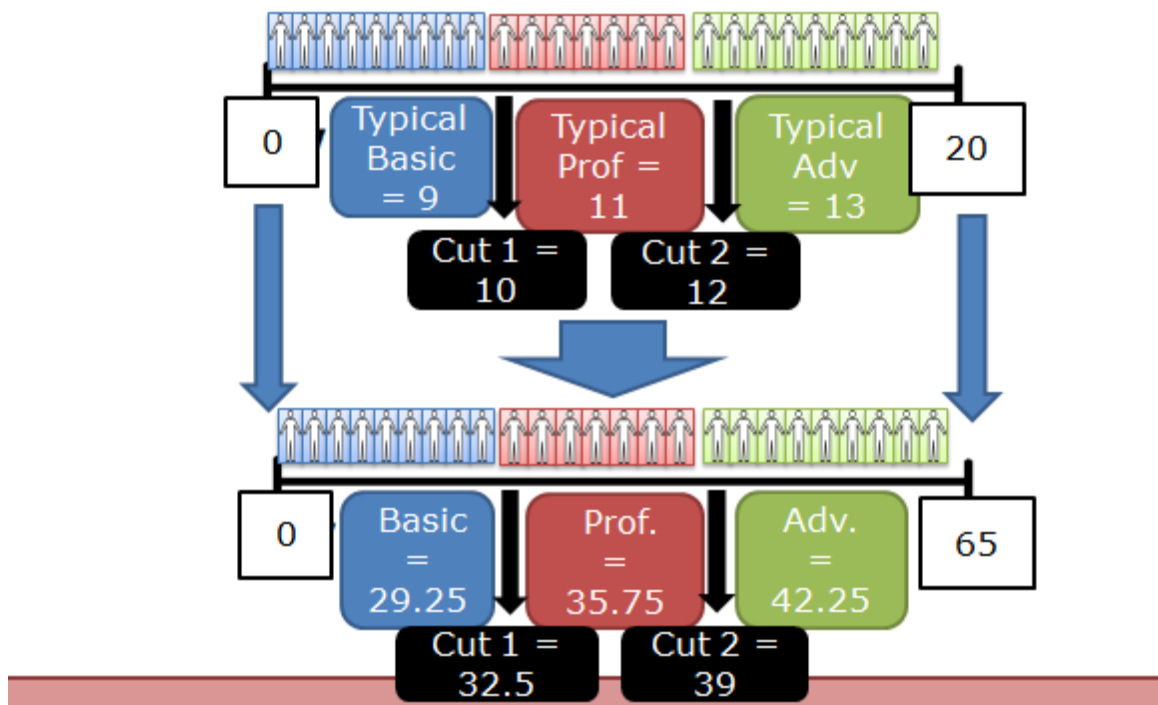 0
Typical
Basic
= 9
Typical
Prof =
11
Typical
Adv
= 13
20
Cut 1 =
10
Cut 2 =
12
0
Basic
=
29.25
Prof.
=
35.75
Adv.
=
42.25
65
Cut 1 =
32.5
Cut 2 =
39